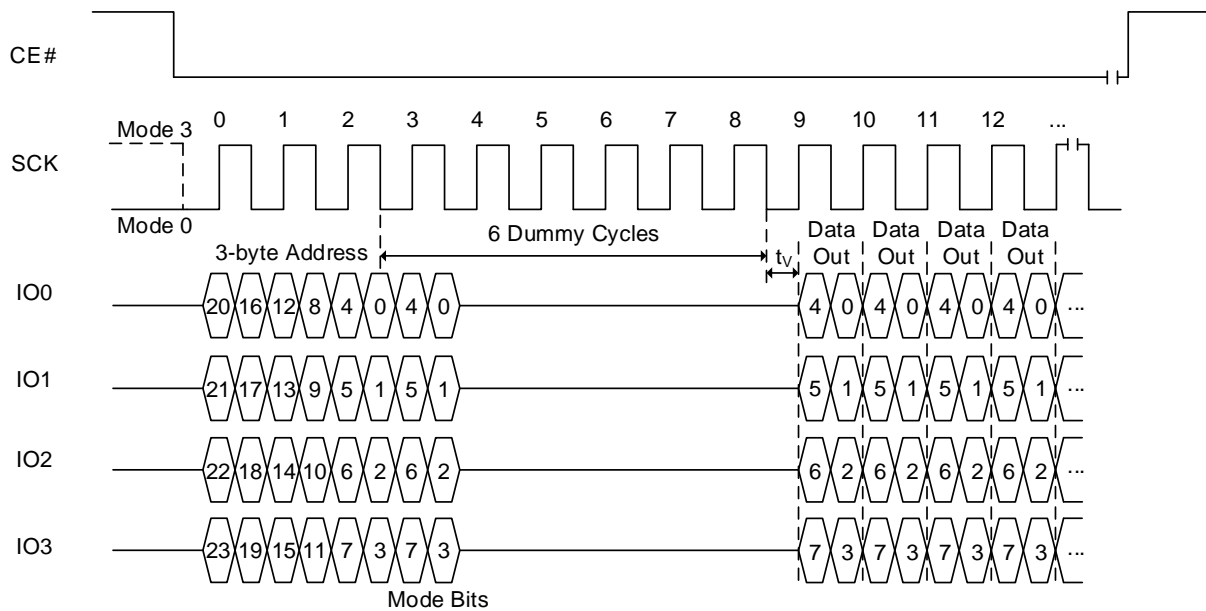 CE#
0 1 2 3 4 5 6 7 8 9 10 11 12 ...
Mode 3
SCK
Mode 0
6 Dummy Cycles
3-byte Address
tV
Data Out
Data Out
Data Out
Data Out
IO0
20 16 12 8 4 0 4 0
4 0 4 0 4 0 4 0 ...
IO1
21 17 13 9 5 1 5 1
5 1 5 1 5 1 5 1 ...
IO2
22 18 14 10 6 2 6 2
6 2 6 2 6 2 6 2 ...
IO3
23 19 15 11 7 3 7 3
7 3 7 3 7 3 7 3 ...
Mode Bits